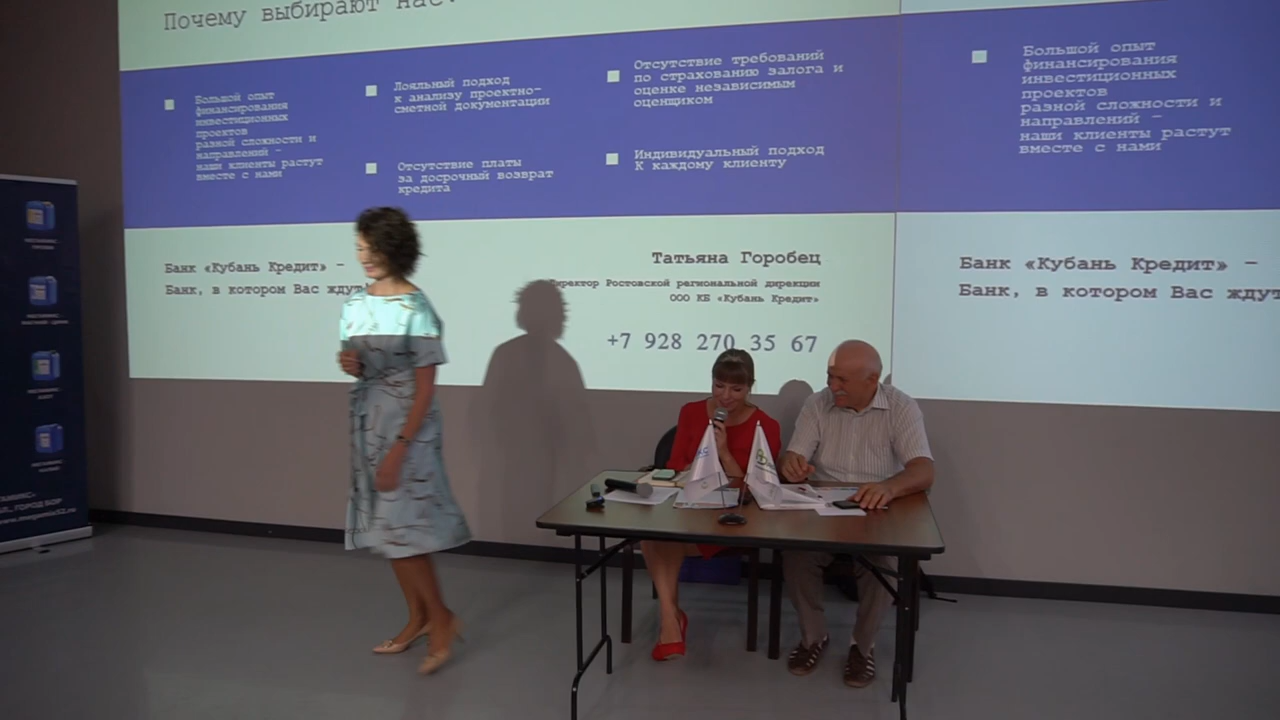 Почему выбирают нас?
Большой опыт
финансирования
инвестиционных
проектов
разной сложности и
направлений –
наши клиенты растут
вместе с нами
Лояльный подход
к анализу проектно-
сметной документации
Отсутствие платы
за досрочный возврат
кредита
Отсутствие требований
по страхованию залога и
оценке независимым
оценщиком
Индивидуальный подход
К каждому клиенту
Банк «Кубань Кредит» –
Банк, в котором Вас ждут
Татьяна Горобец
Директор Ростовской региональной дирекции
ООО КБ «Кубань Кредит»
+7 928 270 35 67
Большой опыт
финансирования
инвестиционных
проектов
разной сложности и
направлений –
наши клиенты растут
вместе с нами
Банк «Кубань Кредит» –
Банк, в котором Вас ждут
ГОРОД БОР